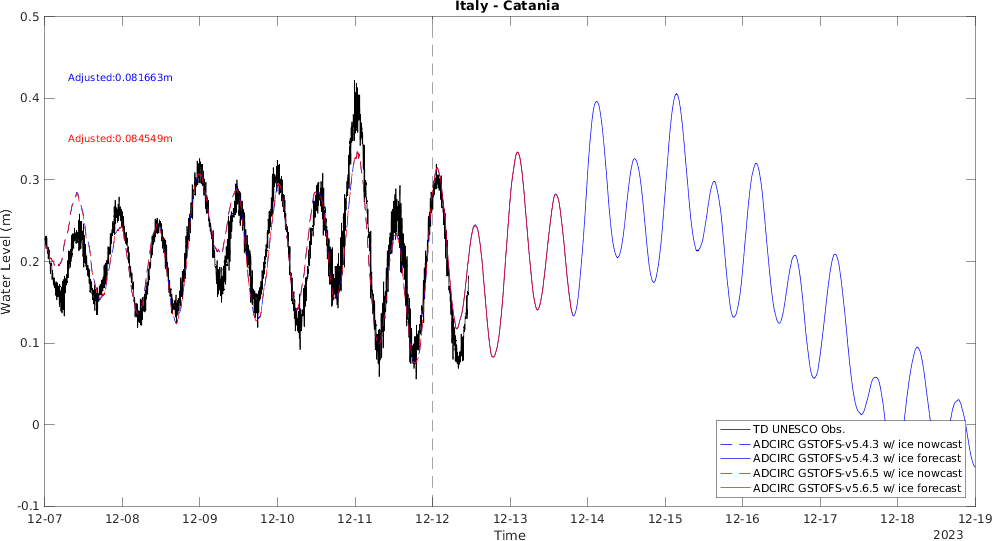 Italy - Catania
0.5
0.4
0.3
0.2
0.1
0
-0.1
Water Level (m)
Adjusted:0.081663m
Adjusted:0.084549m
TD UNESCO Obs.
ADCIRC GSTOFS-v5.4.3 w/ ice nowcast
ADCIRC GSTOFS-v5.4.3 w/ ice forecast
ADCIRC GSTOFS-v5.6.5 w/ ice nowcast
ADCIRC GSTOFS-v5.6.5 w/ ice forecast
12-07 12-08 12-09 12-10 12-11 12-12 12-13 12-14 12-15 12-16 12-17 12-18 12-19
Time
2023